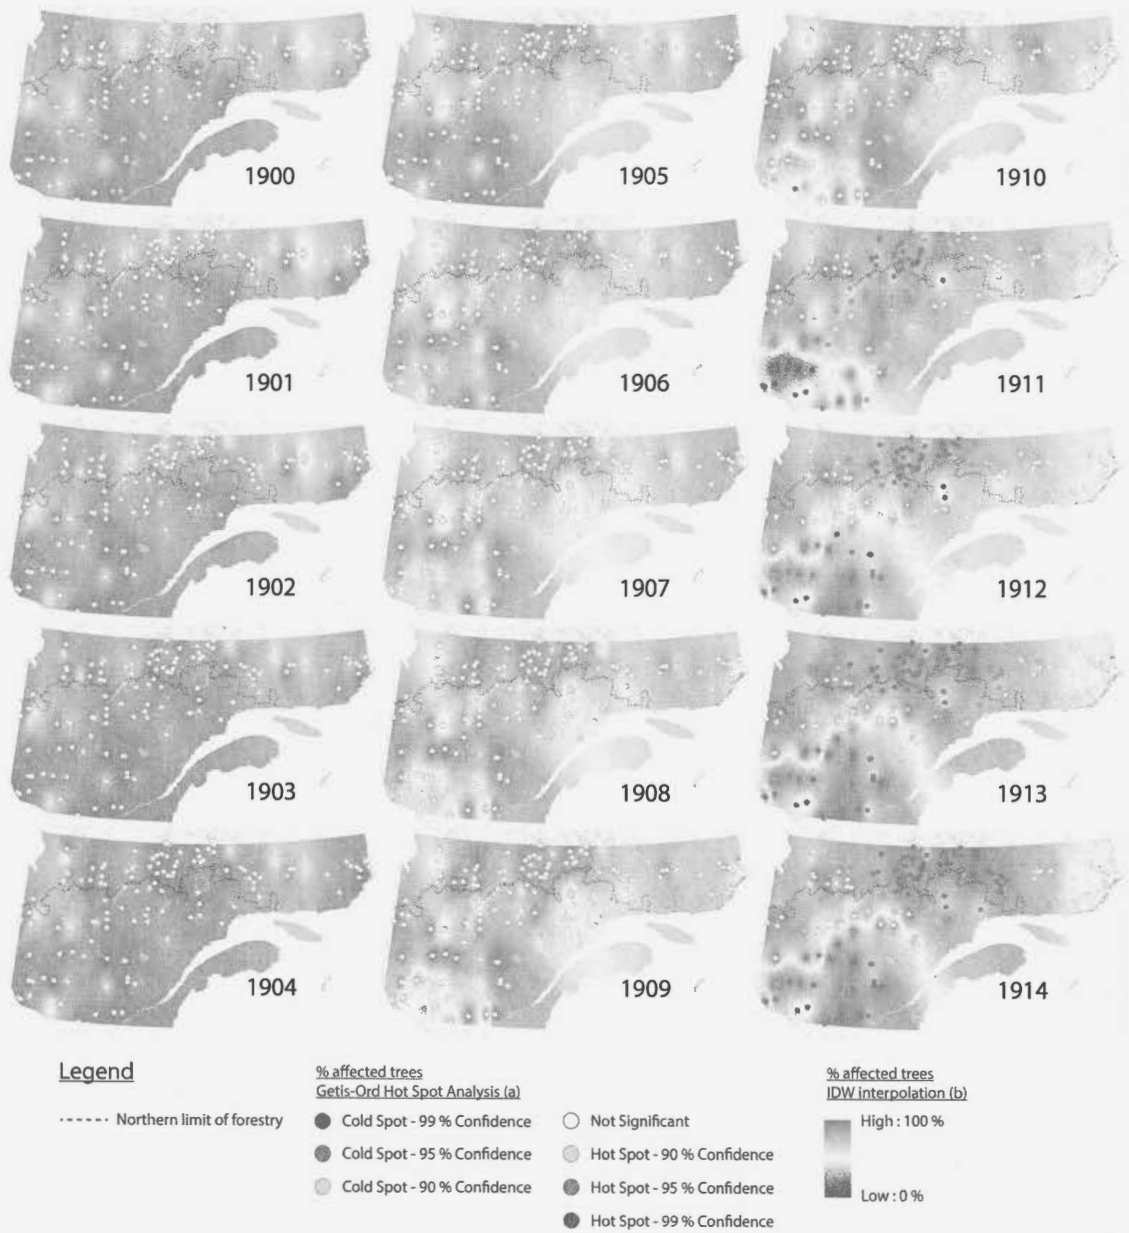 1900
1905
1910
1901
1906
1911
1902
1907
1912
1903
1908
1913
1904
1909
1914
Legend
Northern limit of forestry
% affected trees
Getis-Ord Hot Spot Analysis (a)
Cold Spot - 99 % Confidence
Cold Spot - 95 % Confidence
Cold Spot - 90 % Confidence
Not Significant
Hot Spot - 90 % Confidence
Hot Spot - 95 % Confidence
Hot Spot - 99 % Confidence
% affected trees
IDW interpolation (b)
High : 100 %
Low : 0 %